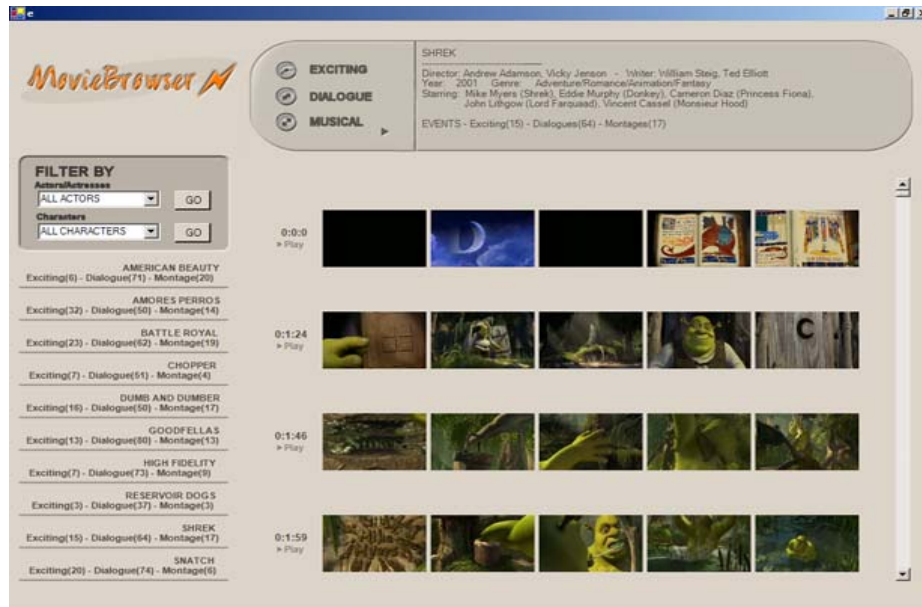 e
MovieBrowser
EXCITING
DIALOGUE
MUSICAL
SHREK
Director: Andrew Adamson, Vicky Jenson - Writer: William Steig, Ted Elliott
Year: 2001 Genre: Adventure/Romance/Animation/Fantasy
Starring: Mike Myers (Shrek), Eddie Murphy (Donkey), Cameron Diaz (Princess Fiona),
John Lithgow (Lord Farquaad), Vincent Cassel (Monsieur Hood)
EVENTS - Exciting(15) - Dialogues(64) - Montages(17)
FILTER BY
Actors/Actresses
ALL ACTORS GO
Characters
ALL CHARACTERS GO
AMERICAN BEAUTY
Exciting(6) - Dialogue(71) - Montage(20)
AMORES PERROS
Exciting(32) - Dialogue(50) - Montage(14)
BATTLE ROYAL
Exciting(23) - Dialogue(62) - Montage(19)
CHOPPER
Exciting(7) - Dialogue(51) - Montage(4)
DUMB AND DUMBER
Exciting(16) - Dialogue(50) - Montage(17)
GOODFELLAS
Exciting(13) - Dialogue(80) - Montage(13)
HIGH FIDELITY
Exciting(7) - Dialogue(73) - Montage(9)
RESERVOIR DOGS
Exciting(3) - Dialogue(37) - Montage(3)
SHREK
Exciting(15) - Dialogue(64) - Montage(17)
SNATCH
Exciting(20) - Dialogue(74) - Montage(6)
0:0:0
Play
D
0:1:24
Play
C
0:1:46
Play
0:1:59
Play
Mike
Myers